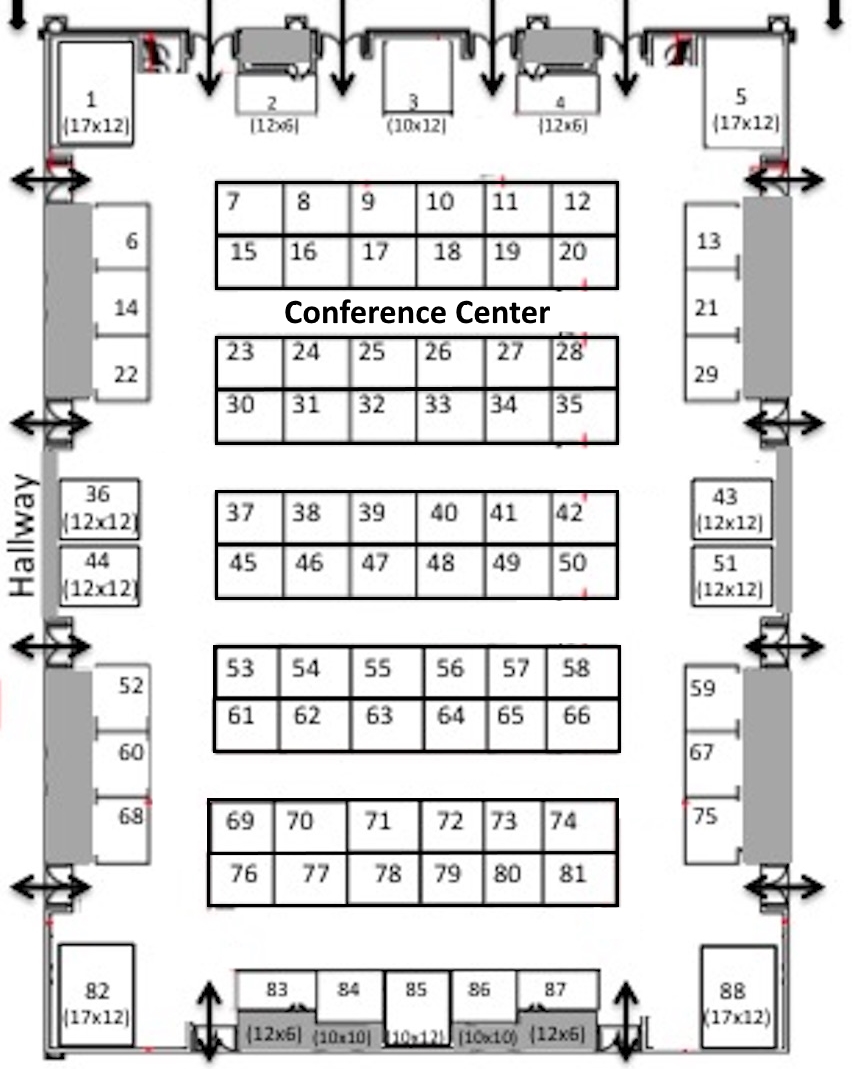 1
(17x12)
2
(12x6)
3
(10x12)
4
(12x6)
5
(17x12)
7 8 9 10 11 12
6
13
15 16 17 18 19 20
14
21
Conference Center
23 24 25 26 27 28
22
29
30 31 32 33 34 35
Hallway
36
(12x12)
37 38 39 40 41 42
43
(12x12)
44
(12x12)
45 46 47 48 49 50
51
(12x12)
52
53 54 55 56 57 58
59
61 62 63 64 65 66
60
67
68
69 70 71 72 73 74
75
76 77 78 79 80 81
82
(17x12)
83
(12x6)
84
(10x10)
85
(10x12)
86
(10x10)
87
(12x6)
88
(17x12)